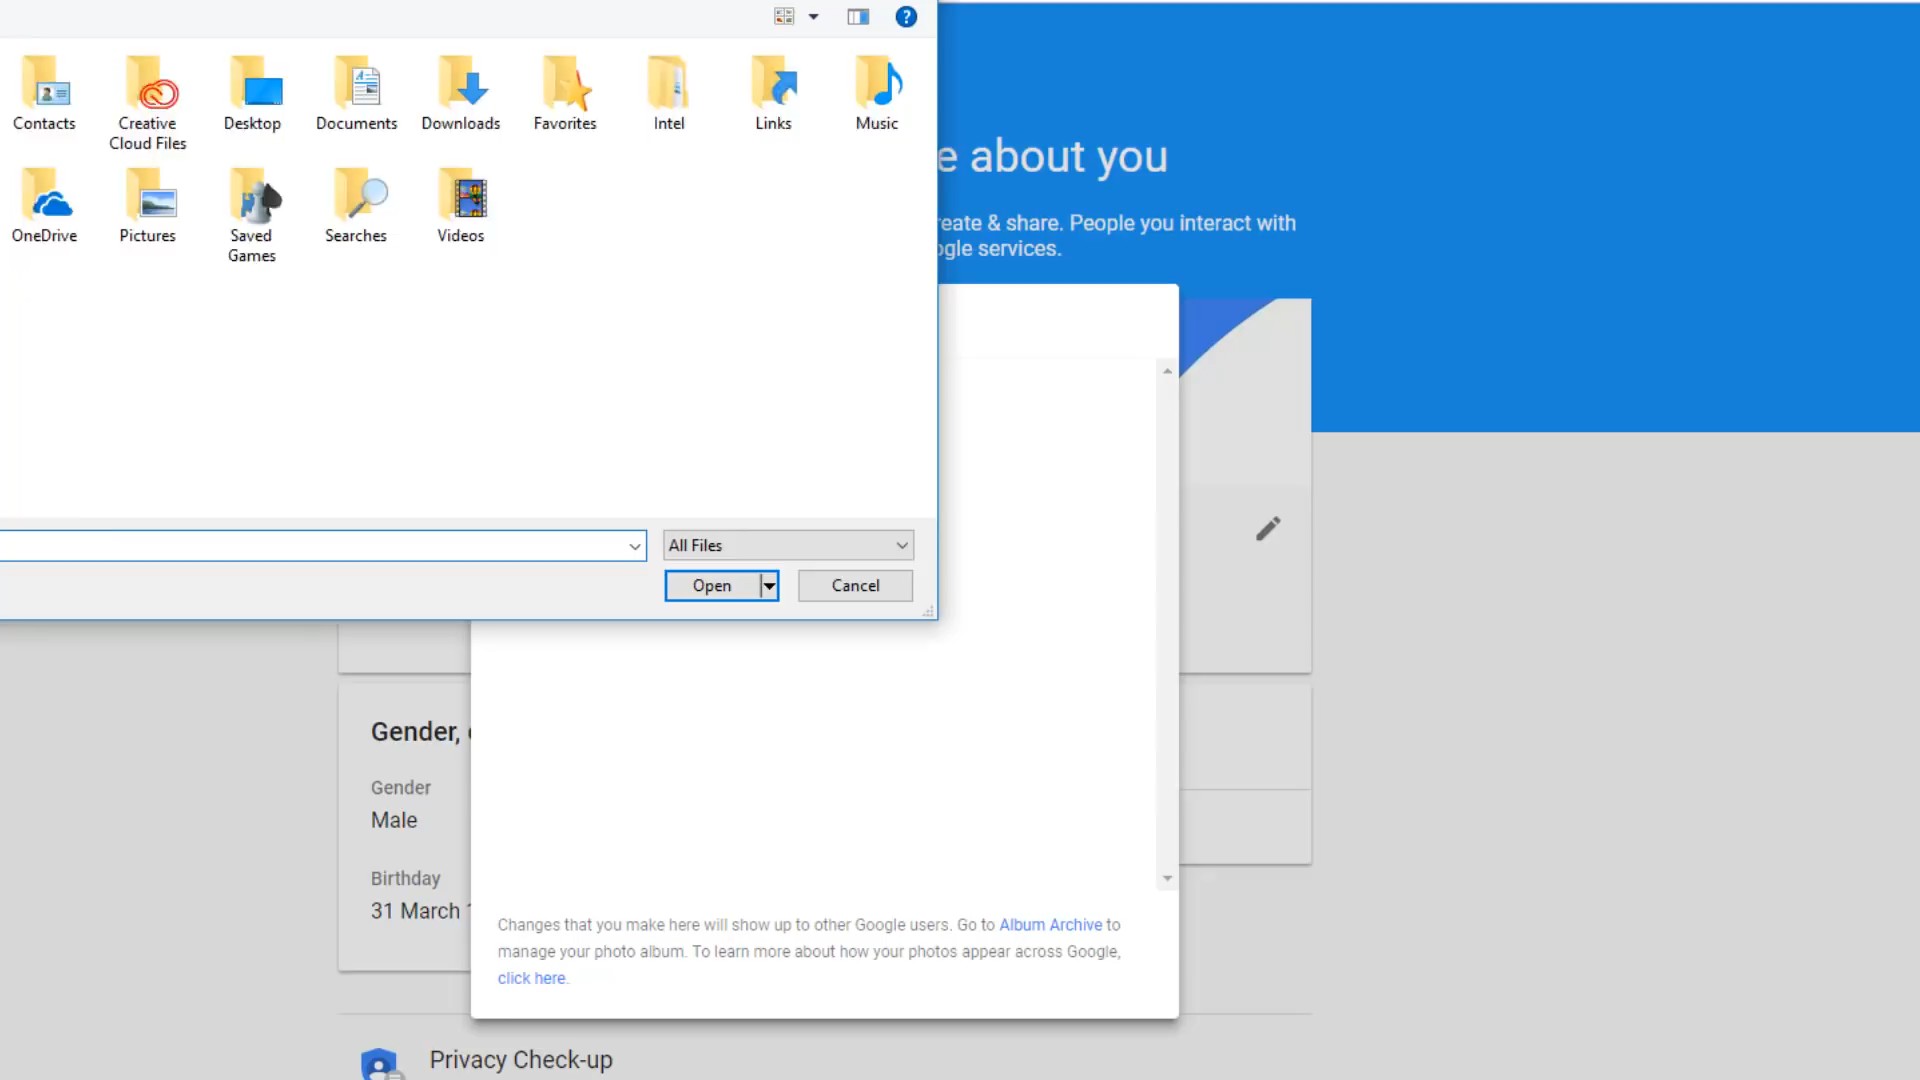 Contacts
Creative
Cloud Files
Desktop
Documents
Downloads
Favorites
Intel
Links
Music
OneDrive
Pictures
Saved
Games
Searches
Videos
All Files
Open
Cancel
about you
& share. People you interact with
services.
Gender,
Gender
Male
Birthday
31 March
Changes that you make here will show up to other Google users. Go to Album Archive to
manage your photo album. To learn more about how your photos appear across Google,
click here.
Privacy Check-up